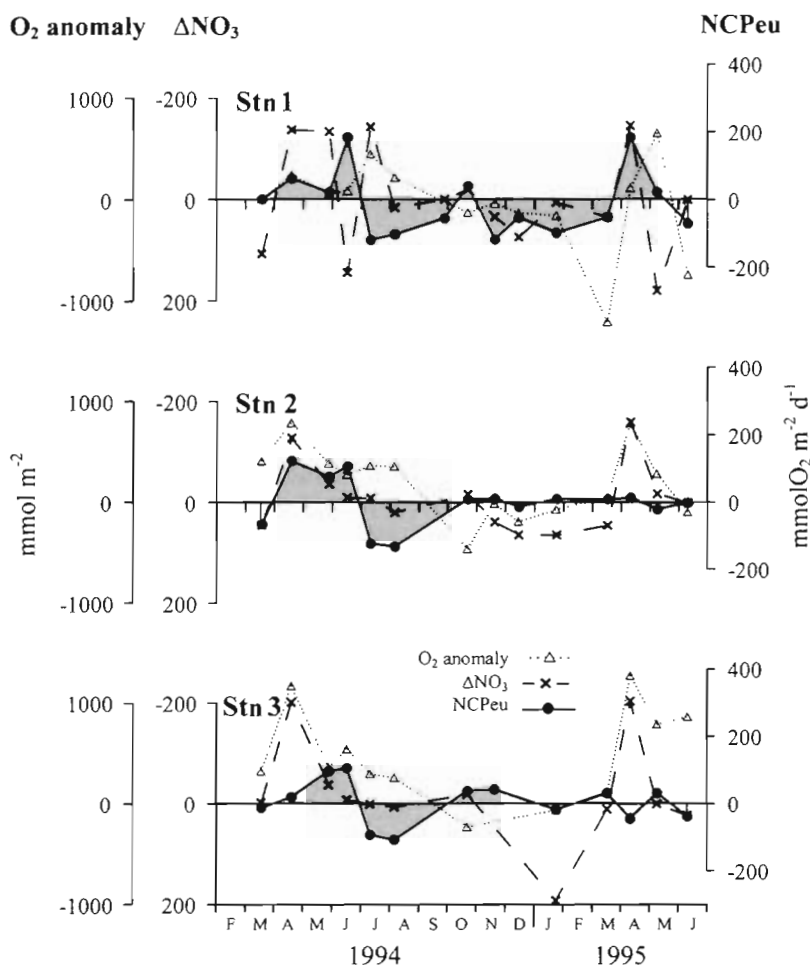 O₂ anomaly ΔNO₃ NCPeu
400
1000 -200 Stn 1
200
0 0 0
-200
-1000 200
400
1000 -200 Stn 2
200
0 0 0
-200
-1000 200
mmol m⁻²
mmolO₂ m⁻² d⁻¹
O₂ anomaly
ΔNO₃
NCPeu
400
1000 -200 Stn 3
200
0 0 0
-200
-1000 200
F M A M J J A S O N D J F M A M J
1994 1995